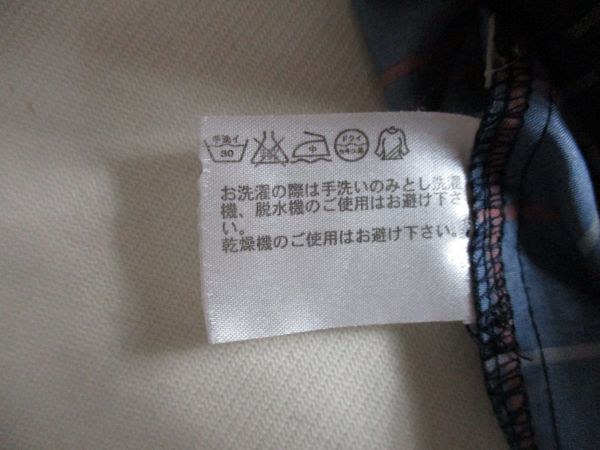 手洗イ
30
中
ドライ
お洗濯の際は手洗いのみとし洗濯
機、脱水機のご使用はお避け下さ
い。
乾燥機のご使用はお避け下さい。